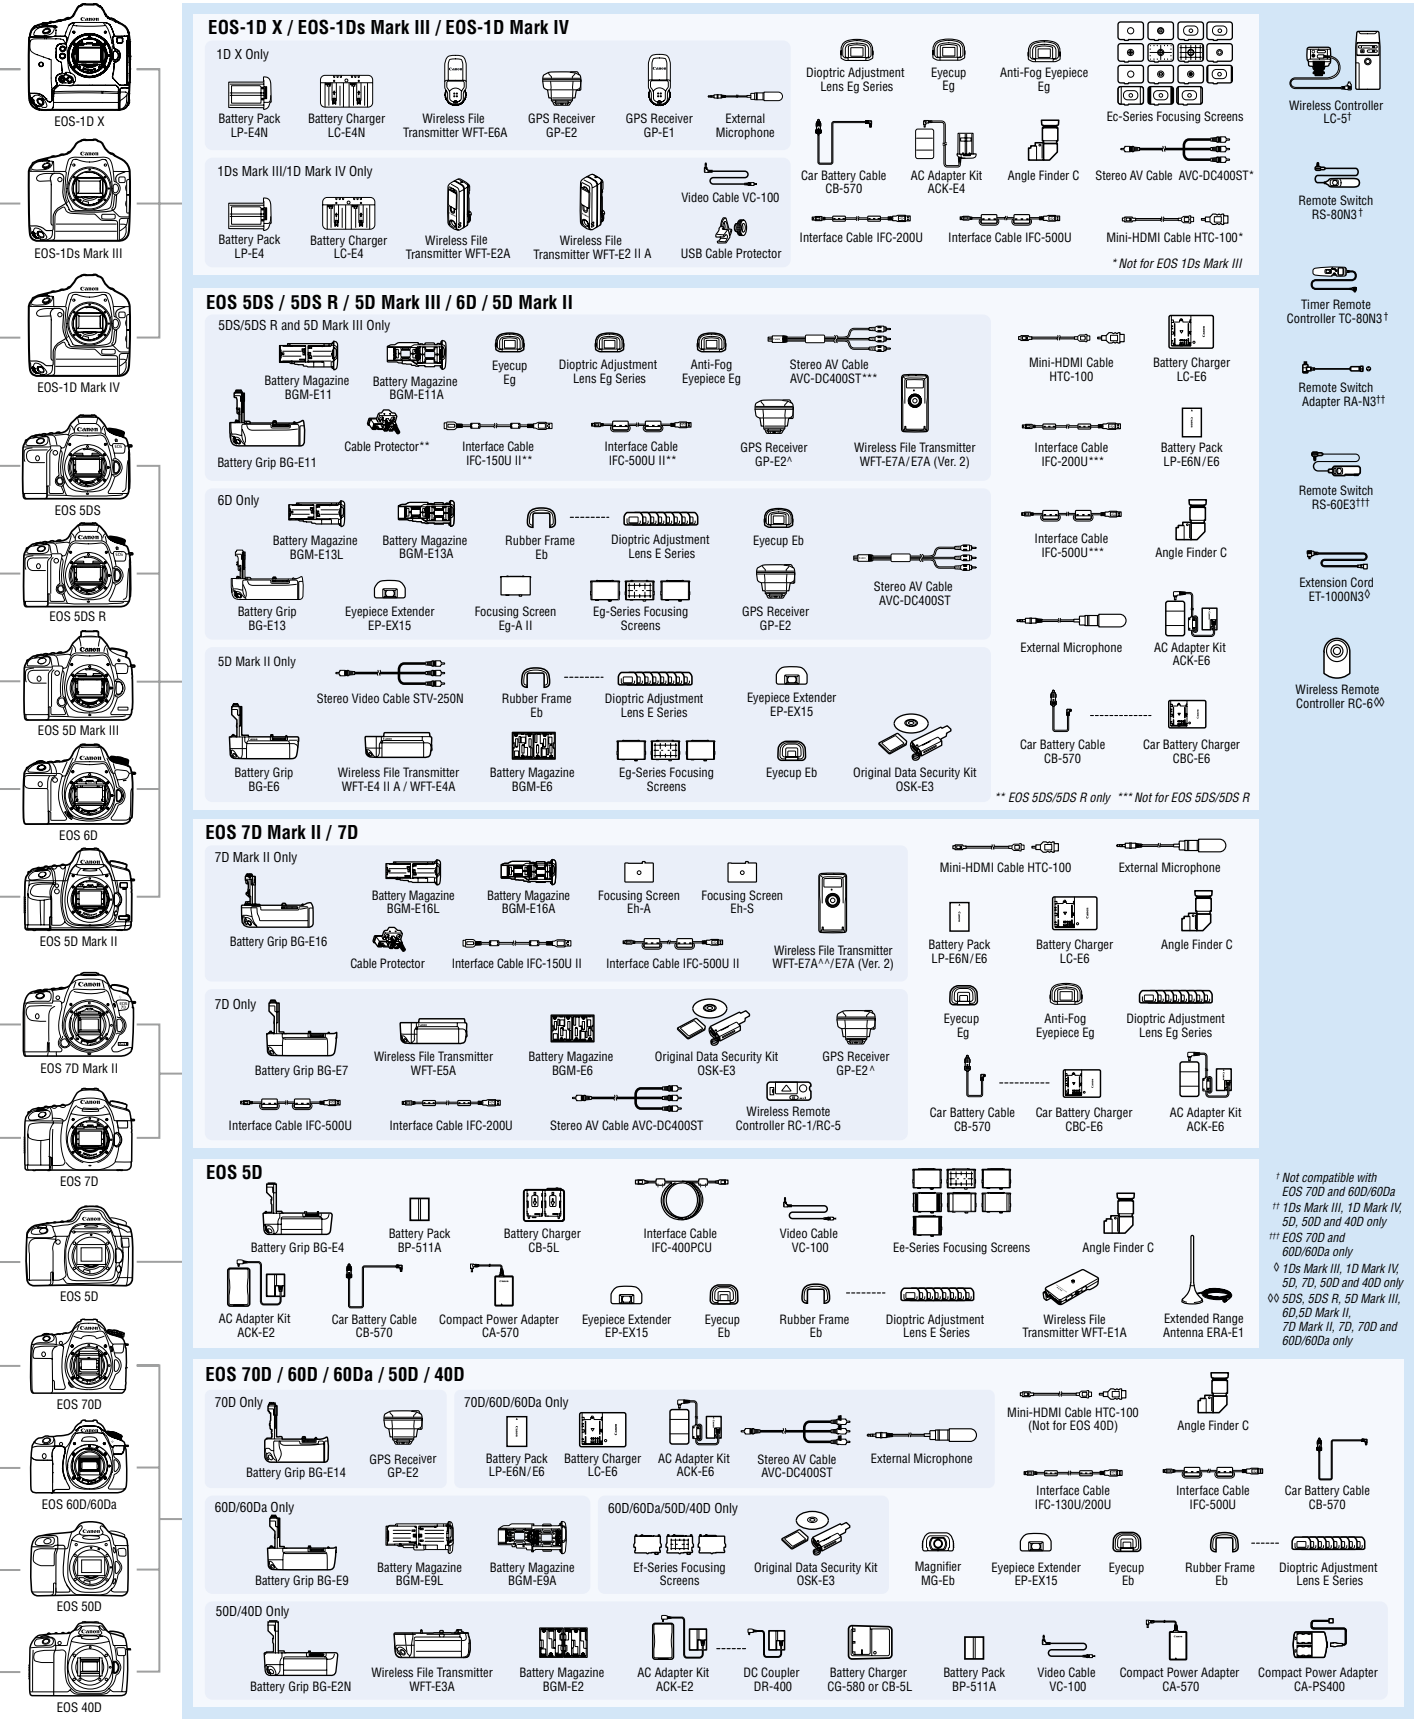 EOS-1D X
EOS-1Ds Mark III
EOS-1D Mark IV
EOS 5DS
EOS 5DS R
EOS 5D Mark III
EOS 6D
EOS 5D Mark II
EOS 7D Mark II
EOS 7D
EOS 5D
EOS 70D
EOS 60D/60Da
EOS 50D
EOS 40D
EOS-1D X / EOS-1Ds Mark III / EOS-1D Mark IV
1D X Only
Battery Pack
LP-E4N
Battery Charger
LC-E4N
Wireless File
Transmitter WFT-E6A
GPS Receiver
GP-E2
GPS Receiver
GP-E1
External
Microphone
1Ds Mark III/1D Mark IV Only
Battery Pack
LP-E4
Battery Charger
LC-E4
Wireless File
Transmitter WFT-E2A
Wireless File
Transmitter WFT-E2 II A
Video Cable VC-100
USB Cable Protector
Dioptric Adjustment
Lens Eg Series
Eyecup
Eg
Anti-Fog Eyepiece
Eg
Ec-Series Focusing Screens
Car Battery Cable
CB-570
AC Adapter Kit
ACK-E4
Angle Finder C
Stereo AV Cable AVC-DC400ST*
Interface Cable IFC-200U
Interface Cable IFC-500U
Mini-HDMI Cable HTC-100*
* Not for EOS 1Ds Mark III
EOS 5DS / 5DS R / 5D Mark III / 6D / 5D Mark II
5DS/5DS R and 5D Mark III Only
Battery Magazine
BGM-E11
Battery Magazine
BGM-E11A
Eyecup
Eg
Dioptric Adjustment
Lens Eg Series
Anti-Fog
Eyepiece Eg
Stereo AV Cable
AVC-DC400ST***
Battery Grip BG-E11
Cable Protector**
Interface Cable
IFC-150U II**
Interface Cable
IFC-500U II**
GPS Receiver
GP-E2^
Wireless File Transmitter
WFT-E7A/E7A (Ver. 2)
6D Only
Battery Magazine
BGM-E13L
Battery Magazine
BGM-E13A
Rubber Frame
Eb
Dioptric Adjustment
Lens E Series
Eyecup Eb
Battery Grip
BG-E13
Eyepiece Extender
EP-EX15
Focusing Screen
Eg-A II
Eg-Series Focusing
Screens
GPS Receiver
GP-E2
Stereo AV Cable
AVC-DC400ST
5D Mark II Only
Stereo Video Cable STV-250N
Rubber Frame
Eb
Dioptric Adjustment
Lens E Series
Eyepiece Extender
EP-EX15
Battery Grip
BG-E6
Wireless File Transmitter
WFT-E4 II A / WFT-E4A
Battery Magazine
BGM-E6
Eg-Series Focusing
Screens
Eyecup Eb
Original Data Security Kit
OSK-E3
Mini-HDMI Cable
HTC-100
Battery Charger
LC-E6
Interface Cable
IFC-200U***
Battery Pack
LP-E6N/E6
Interface Cable
IFC-500U***
Angle Finder C
External Microphone
AC Adapter Kit
ACK-E6
Car Battery Cable
CB-570
Car Battery Charger
CBC-E6
** EOS 5DS/5DS R only *** Not for EOS 5DS/5DS R
EOS 7D Mark II / 7D
7D Mark II Only
Battery Grip BG-E16
Battery Magazine
BGM-E16L
Battery Magazine
BGM-E16A
Focusing Screen
Eh-A
Focusing Screen
Eh-S
Cable Protector
Interface Cable IFC-150U II
Interface Cable IFC-500U II
Wireless File Transmitter
WFT-E7A^^/E7A (Ver. 2)
7D Only
Battery Grip BG-E7
Wireless File Transmitter
WFT-E5A
Battery Magazine
BGM-E6
Original Data Security Kit
OSK-E3
GPS Receiver
GP-E2^
Interface Cable IFC-500U
Interface Cable IFC-200U
Stereo AV Cable AVC-DC400ST
Wireless Remote
Controller RC-1/RC-5
Mini-HDMI Cable HTC-100
External Microphone
Battery Pack
LP-E6N/E6
Battery Charger
LC-E6
Angle Finder C
Eyecup
Eg
Anti-Fog
Eyepiece Eg
Dioptric Adjustment
Lens Eg Series
Car Battery Cable
CB-570
Car Battery Charger
CBC-E6
AC Adapter Kit
ACK-E6
EOS 5D
Battery Grip BG-E4
Battery Pack
BP-511A
Battery Charger
CB-5L
Interface Cable
IFC-400PCU
Video Cable
VC-100
Ee-Series Focusing Screens
Angle Finder C
AC Adapter Kit
ACK-E2
Car Battery Cable
CB-570
Compact Power Adapter
CA-570
Eyepiece Extender
EP-EX15
Eyecup
Eb
Rubber Frame
Eb
Dioptric Adjustment
Lens E Series
Wireless File
Transmitter WFT-E1A
Extended Range
Antenna ERA-E1
EOS 70D / 60D / 60Da / 50D / 40D
70D Only
Battery Grip BG-E14
GPS Receiver
GP-E2
70D/60D/60Da Only
Battery Pack
LP-E6N/E6
Battery Charger
LC-E6
AC Adapter Kit
ACK-E6
Stereo AV Cable
AVC-DC400ST
External Microphone
60D/60Da Only
Battery Grip BG-E9
Battery Magazine
BGM-E9L
Battery Magazine
BGM-E9A
60D/60Da/50D/40D Only
Ef-Series Focusing
Screens
Original Data Security Kit
OSK-E3
Mini-HDMI Cable HTC-100
(Not for EOS 40D)
Angle Finder C
Interface Cable
IFC-130U/200U
Interface Cable
IFC-500U
Car Battery Cable
CB-570
Magnifier
MG-Eb
Eyepiece Extender
EP-EX15
Eyecup
Eb
Rubber Frame
Eb
Dioptric Adjustment
Lens E Series
50D/40D Only
Battery Grip BG-E2N
Wireless File Transmitter
WFT-E3A
Battery Magazine
BGM-E2
AC Adapter Kit
ACK-E2
DC Coupler
DR-400
Battery Charger
CG-580 or CB-5L
Battery Pack
BP-511A
Video Cable
VC-100
Compact Power Adapter
CA-570
Compact Power Adapter
CA-PS400
Wireless Controller
LC-5†
Remote Switch
RS-80N3†
Timer Remote
Controller TC-80N3†
Remote Switch
Adapter RA-N3††
Remote Switch
RS-60E3†††
Extension Cord
ET-1000N3◊
Wireless Remote
Controller RC-6◊◊
† Not compatible with
EOS 70D and 60D/60Da
†† 1Ds Mark III, 1D Mark IV,
5D, 50D and 40D only
††† EOS 70D and
60D/60Da only
◊ 1Ds Mark III, 1D Mark IV,
5D, 7D, 50D and 40D only
◊◊ 5DS, 5DS R, 5D Mark III,
6D,5D Mark II,
7D Mark II, 7D, 70D and
60D/60Da only